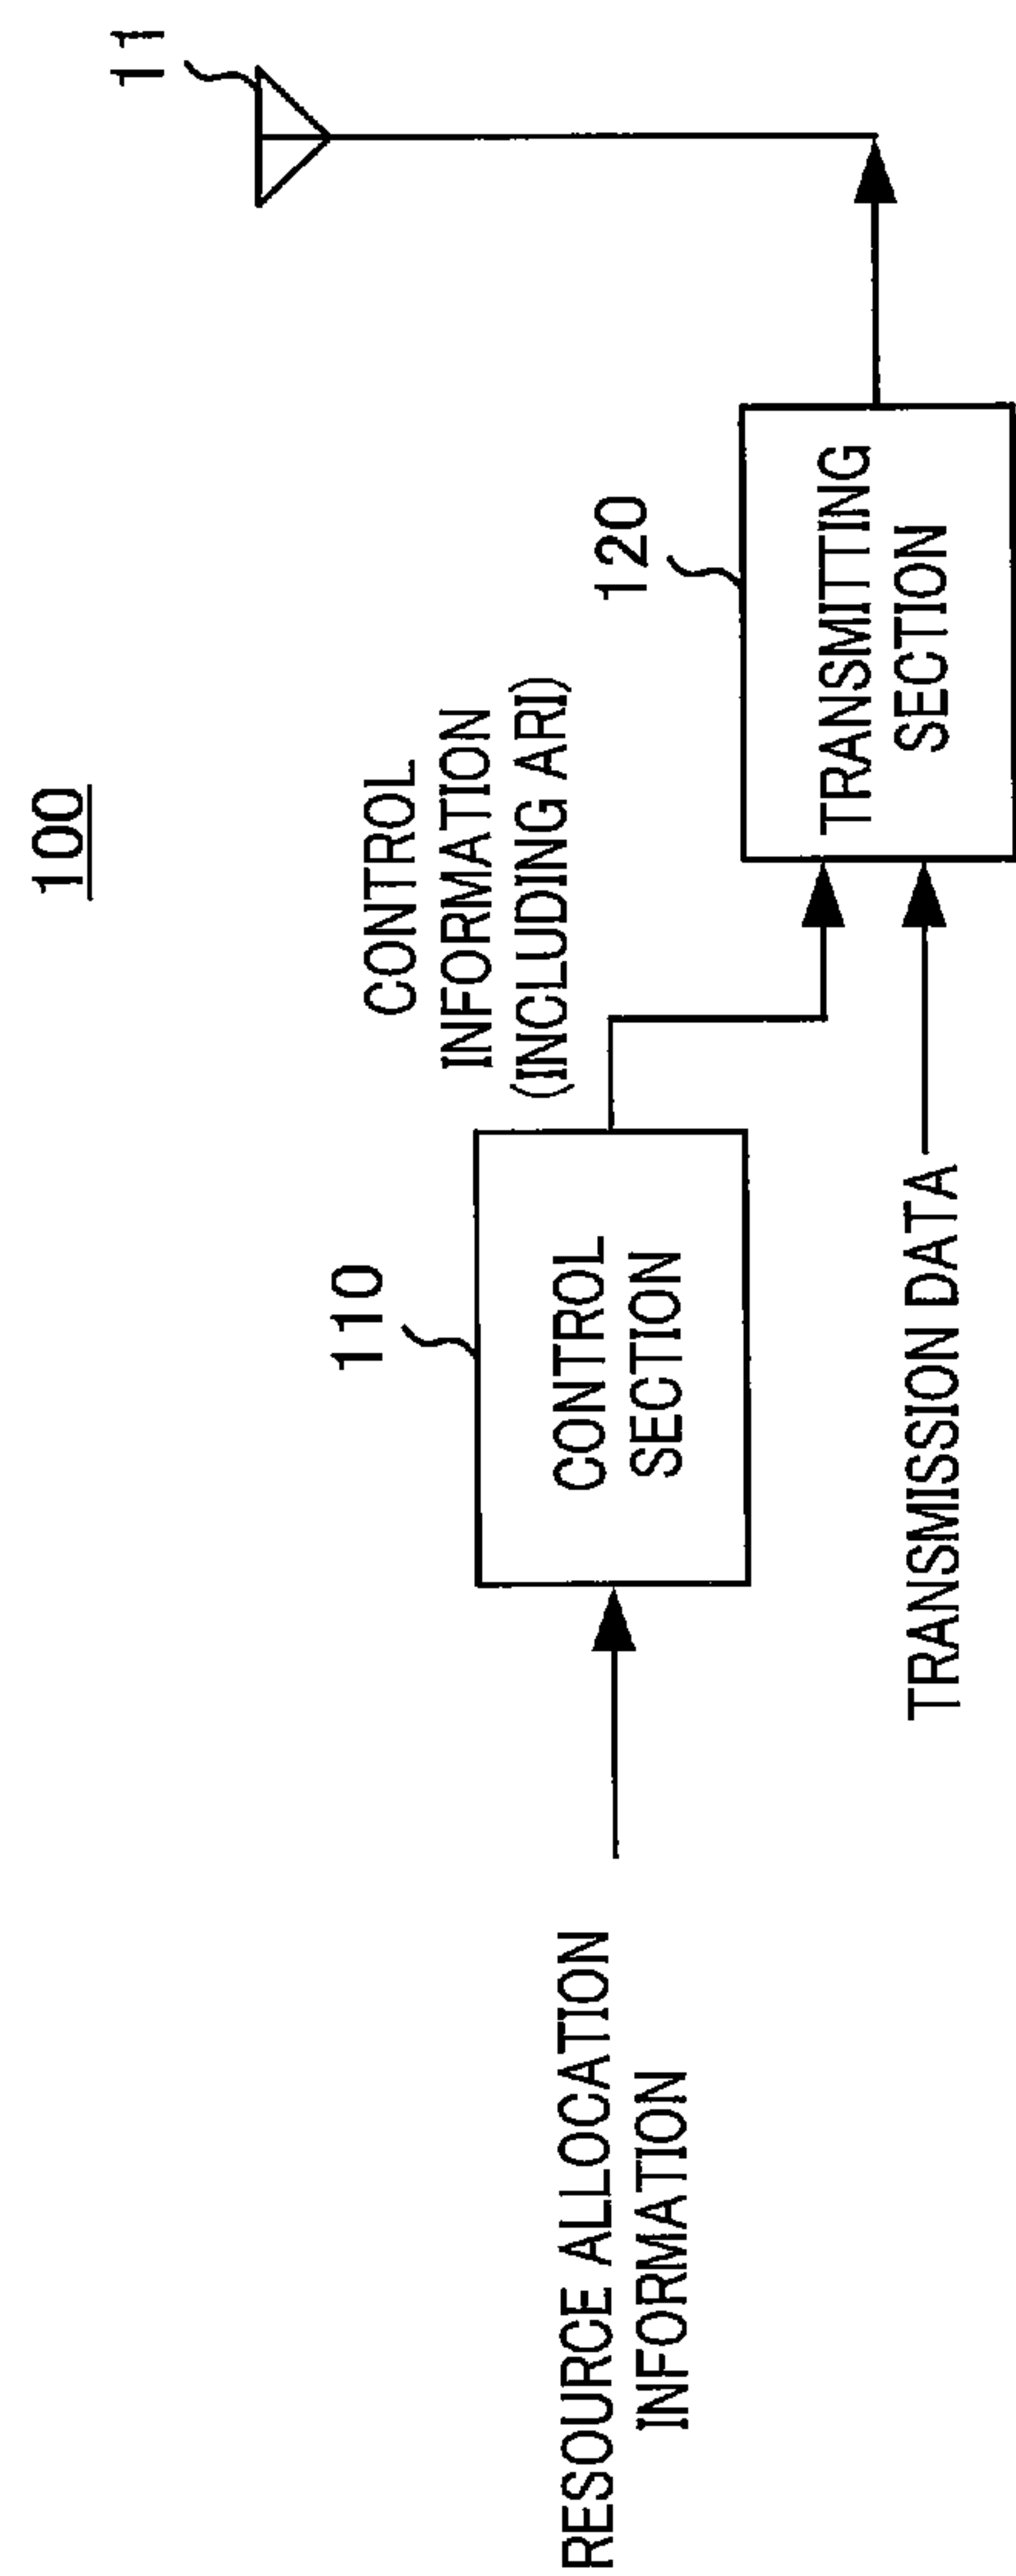 100
11
CONTROL
INFORMATION
(INCLUDING ARI)
120
110
TRANSMITTING
SECTION
CONTROL
SECTION
RESOURCE ALLOCATION
INFORMATION
TRANSMISSION DATA